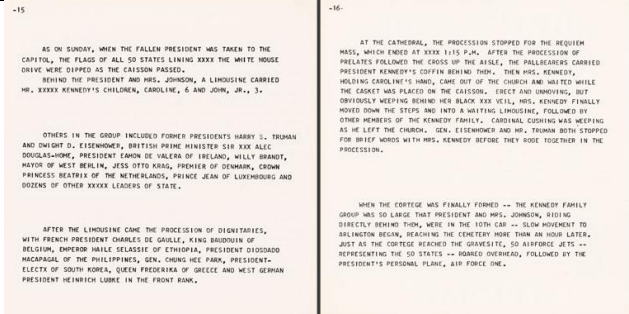 -15
AS ON SUNDAY, WHEN THE FALLEN PRESIDENT WAS TAKEN TO THE
CAPITOL, THE FLAGS OF ALL 50 STATES LINING XXXX THE WHITE HOUSE
DRIVE WERE DIPPED AS THE CAISSON PASSED.
BEHIND THE PRESIDENT AND MRS. JOHNSON, A LIMOUSINE CARRIED
MR. XXXXX KENNEDY'S CHILDREN, CAROLINE, 6 AND JOHN, JR., 3.
OTHERS IN THE GROUP INCLUDED FORMER PRESIDENTS HARRY S. TRUMAN
AND DWIGHT D. EISENHOWER, BRITISH PRIME MINISTER SIR XXX ALEC
DOUGLAS-HOME, PRESIDENT EAMON DE VALERA OF IRELAND, WILLY BRANDT,
MAYOR OF WEST BERLIN, JESS OTTO KRAG, PREMIER OF DENMARK, CROWN
PRINCESS BEATRIX OF THE NETHERLANDS, PRINCE JEAN OF LUXEMBOURG AND
DOZENS OF OTHER XXXXX LEADERS OF STATE.
AFTER THE LIMOUSINE CAME THE PROCESSION OF DIGNITARIES,
WITH FRENCH PRESIDENT CHARLES DE GAULLE, KING BAUDOUIN OF
BELGIUM, EMPEROR HAILE SELASSIE OF ETHIOPIA, PRESIDENT DIOSDADO
MACAPAGAL OF THE PHILIPPINES, GEN. CHUNG HEE PARK, PRESIDENT-
ELECTX OF SOUTH KOREA, QUEEN FREDERIKA OF GREECE AND WEST GERMAN
PRESIDENT HEINRICH LUBKE IN THE FRONT RANK.
-16-
AT THE CATHEDRAL, THE PROCESSION STOPPED FOR THE REQUIEM
MASS, WHICH ENDED AT XXXX 1:15 P.M. AFTER THE PROCESSION OF
PRELATES FOLLOWED THE CROSS UP THE AISLE, THE PALLBEARERS CARRIED
PRESIDENT KENNEDY'S COFFIN BEHIND THEM. THEN MRS. KENNEDY,
HOLDING CAROLINE'S HAND, CAME OUT OF THE CHURCH AND WAITED WHILE
THE CASKET WAS PLACED ON THE CAISSON. ERECT AND UNMOVING, BUT
OBVIOUSLY WEEPING BEHIND HER BLACK XXX VEIL, MRS. KENNEDY FINALLY
MOVED DOWN THE STEPS AND INTO A WAITING LIMOUSINE, FOLLOWED BY
OTHER MEMBERS OF THE KENNEDY FAMILY. CARDINAL CUSHING WAS WEEPING
AS HE LEFT THE CHURCH. GEN. EISENHOWER AND MR. TRUMAN BOTH STOPPED
FOR BRIEF WORDS WITH MRS. KENNEDY BEFORE THEY RODE TOGETHER IN THE
PROCESSION.
WHEN THE CORTEGE WAS FINALLY FORMED -- THE KENNEDY FAMILY
GROUP WAS SO LARGE THAT PRESIDENT AND MRS. JOHNSON, RIDING
DIRECTLY BEHIND THEM, WERE IN THE 10TH CAR -- SLOW MOVEMENT TO
ARLINGTON BEGAN, REACHING THE CEMETERY MORE THAN AN HOUR LATER.
JUST AS THE CORTEGE REACHED THE GRAVESITE, 50 AIRFORCE JETS --
REPRESENTING THE 50 STATES -- ROARED OVERHEAD, FOLLOWED BY THE
PRESIDENT'S PERSONAL PLANE, AIR FORCE ONE.